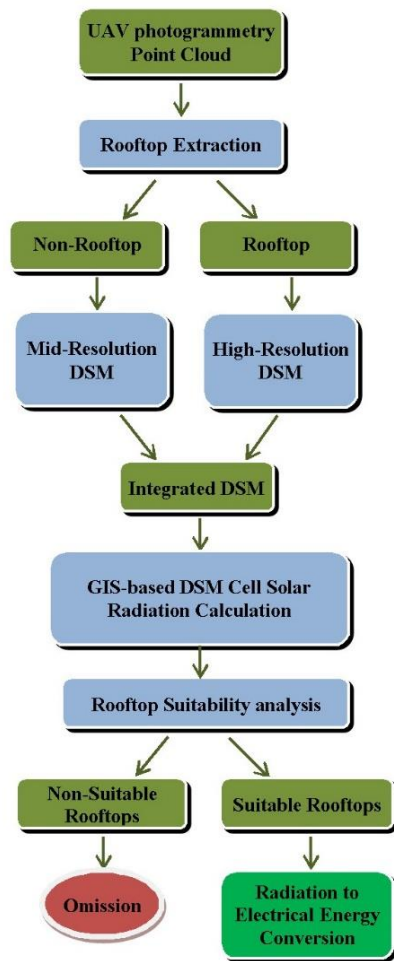 UAV photogrammetry
Point Cloud
Rooftop Extraction
Non-Rooftop
Rooftop
Mid-Resolution
DSM
High-Resolution
DSM
Integrated DSM
GIS-based DSM Cell Solar
Radiation Calculation
Rooftop Suitability analysis
Non-Suitable
Rooftops
Suitable Rooftops
Omission
Radiation to
Electrical Energy
Conversion